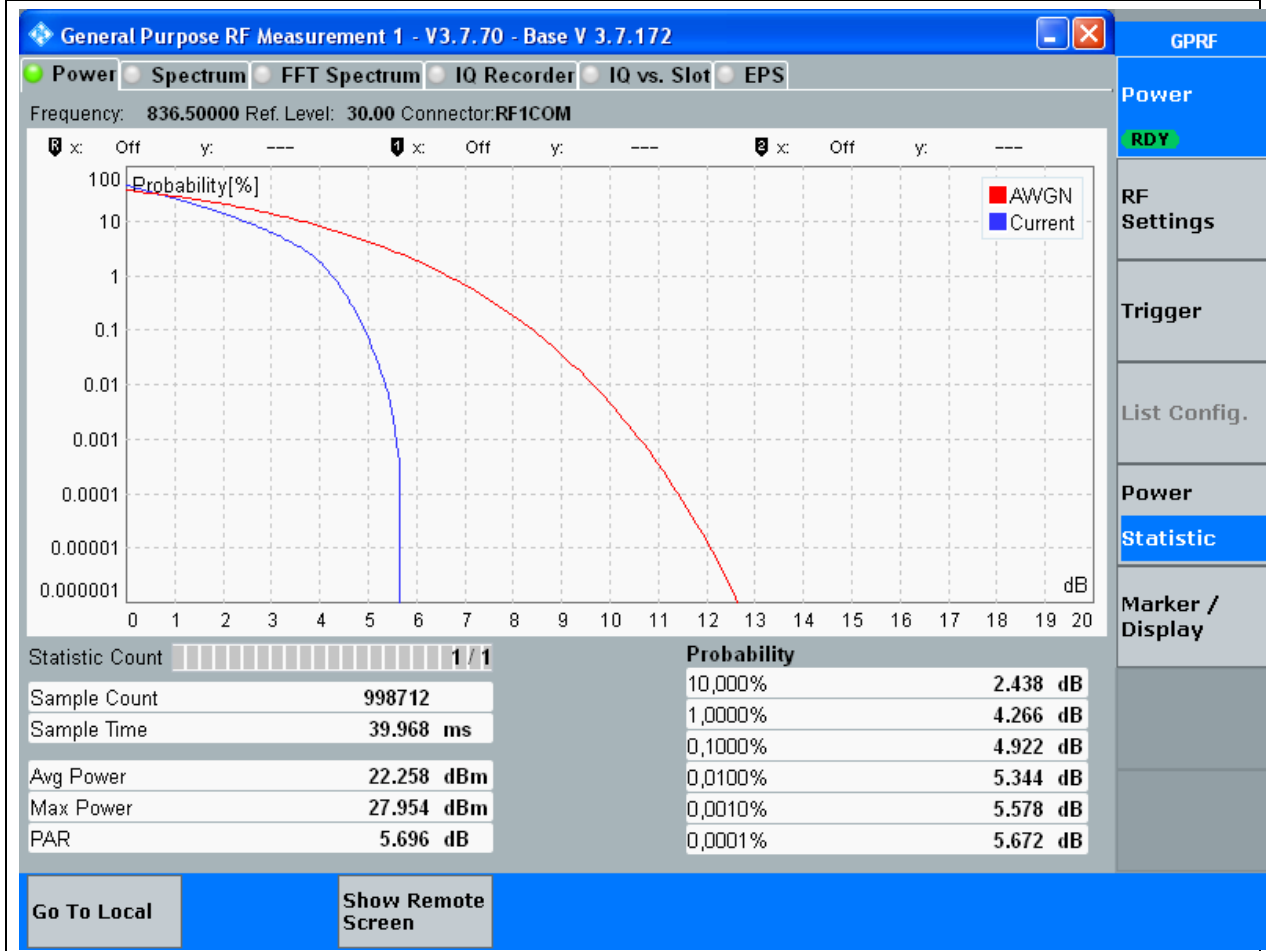 General Purpose RF Measurement 1 - V3.7.70 - Base V 3.7.172
GPRF
Power Spectrum FFT Spectrum IQ Recorder IQ vs. Slot EPS
Frequency: 836.50000 Ref. Level: 30.00 Connector:RF1COM
R x: Off y: --- 1 x: Off y: --- 2 x: Off y: ---
Probability[%]
100
10
1
0.1
0.01
0.001
0.0001
0.00001
0.000001
AWGN
Current
dB
0 1 2 3 4 5 6 7 8 9 10 11 12 13 14 15 16 17 18 19 20
Statistic Count 1 / 1
Sample Count 998712
Sample Time 39.968 ms
Avg Power 22.258 dBm
Max Power 27.954 dBm
PAR 5.696 dB
Probability
10,000% 2.438 dB
1,0000% 4.266 dB
0,1000% 4.922 dB
0,0100% 5.344 dB
0,0010% 5.578 dB
0,0001% 5.672 dB
Power
RDY
RF
Settings
Trigger
List Config.
Power
Statistic
Marker /
Display
Go To Local
Show Remote
Screen